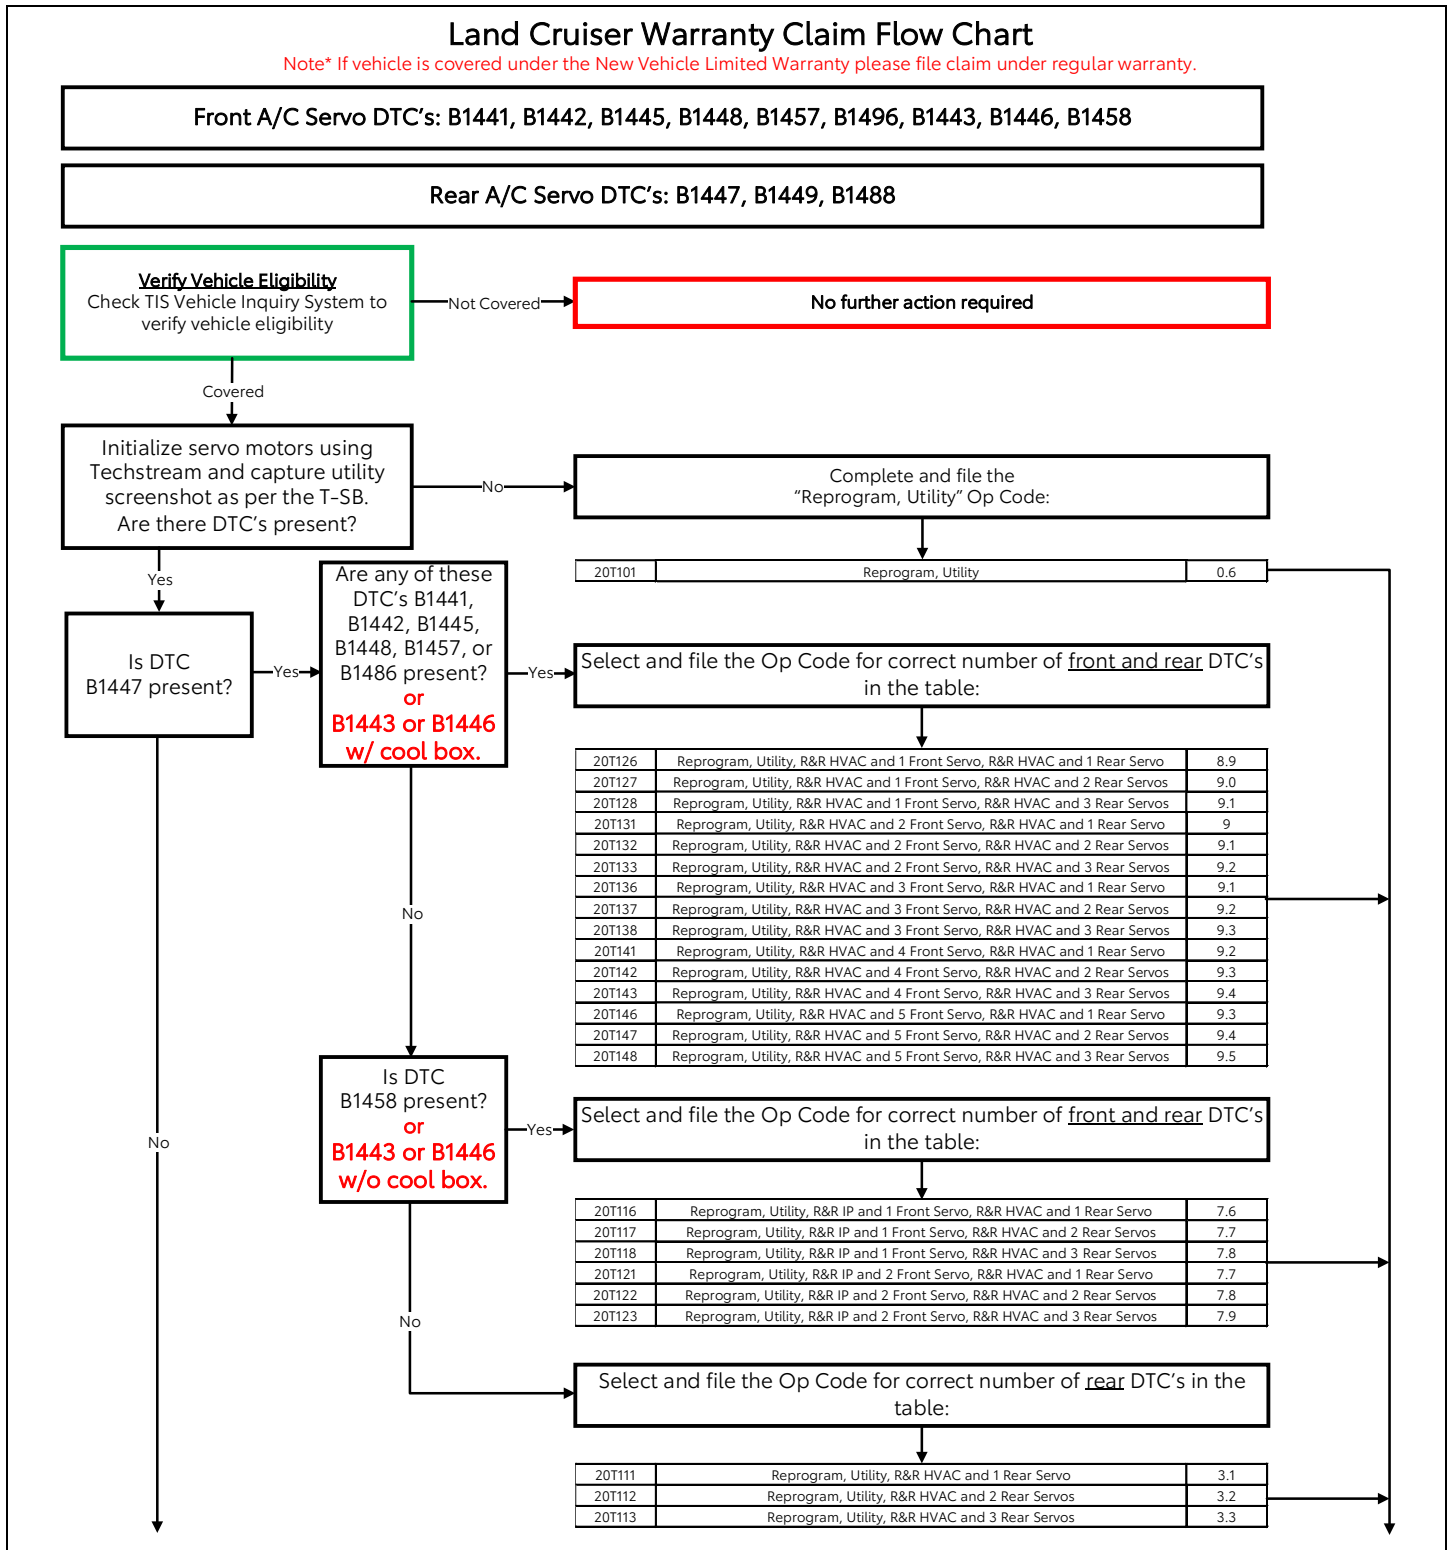 Land Cruiser Warranty Claim Flow Chart
Note* If vehicle is covered under the New Vehicle Limited Warranty please file claim under regular warranty.
Front A/C Servo DTC's: B1441, B1442, B1445, B1448, B1457, B1496, B1443, B1446, B1458
Rear A/C Servo DTC's: B1447, B1449, B1488
Verify Vehicle Eligibility
Check TIS Vehicle Inquiry System to
verify vehicle eligibility
Not Covered
No further action required
Covered
Initialize servo motors using
Techstream and capture utility
screenshot as per the T-SB.
Are there DTC's present?
No
Complete and file the
"Reprogram, Utility" Op Code:
20T101 Reprogram, Utility 0.6
Yes
Is DTC
B1447 present?
Yes
Are any of these
DTC's B1441,
B1442, B1445,
B1448, B1457, or
B1486 present?
or
B1443 or B1446
w/ cool box.
Yes
Select and file the Op Code for correct number of front and rear DTC's
in the table:
20T126 Reprogram, Utility, R&R HVAC and 1 Front Servo, R&R HVAC and 1 Rear Servo 8.9
20T127 Reprogram, Utility, R&R HVAC and 1 Front Servo, R&R HVAC and 2 Rear Servos 9.0
20T128 Reprogram, Utility, R&R HVAC and 1 Front Servo, R&R HVAC and 3 Rear Servos 9.1
20T131 Reprogram, Utility, R&R HVAC and 2 Front Servo, R&R HVAC and 1 Rear Servo 9
20T132 Reprogram, Utility, R&R HVAC and 2 Front Servo, R&R HVAC and 2 Rear Servos 9.1
20T133 Reprogram, Utility, R&R HVAC and 2 Front Servo, R&R HVAC and 3 Rear Servos 9.2
20T136 Reprogram, Utility, R&R HVAC and 3 Front Servo, R&R HVAC and 1 Rear Servo 9.1
20T137 Reprogram, Utility, R&R HVAC and 3 Front Servo, R&R HVAC and 2 Rear Servos 9.2
20T138 Reprogram, Utility, R&R HVAC and 3 Front Servo, R&R HVAC and 3 Rear Servos 9.3
20T141 Reprogram, Utility, R&R HVAC and 4 Front Servo, R&R HVAC and 1 Rear Servo 9.2
20T142 Reprogram, Utility, R&R HVAC and 4 Front Servo, R&R HVAC and 2 Rear Servos 9.3
20T143 Reprogram, Utility, R&R HVAC and 4 Front Servo, R&R HVAC and 3 Rear Servos 9.4
20T146 Reprogram, Utility, R&R HVAC and 5 Front Servo, R&R HVAC and 1 Rear Servo 9.3
20T147 Reprogram, Utility, R&R HVAC and 5 Front Servo, R&R HVAC and 2 Rear Servos 9.4
20T148 Reprogram, Utility, R&R HVAC and 5 Front Servo, R&R HVAC and 3 Rear Servos 9.5
No
Is DTC
B1458 present?
or
B1443 or B1446
w/o cool box.
Yes
Select and file the Op Code for correct number of front and rear DTC's
in the table:
No
20T116 Reprogram, Utility, R&R IP and 1 Front Servo, R&R HVAC and 1 Rear Servo 7.6
20T117 Reprogram, Utility, R&R IP and 1 Front Servo, R&R HVAC and 2 Rear Servos 7.7
20T118 Reprogram, Utility, R&R IP and 1 Front Servo, R&R HVAC and 3 Rear Servos 7.8
20T121 Reprogram, Utility, R&R IP and 2 Front Servo, R&R HVAC and 1 Rear Servo 7.7
20T122 Reprogram, Utility, R&R IP and 2 Front Servo, R&R HVAC and 2 Rear Servos 7.8
20T123 Reprogram, Utility, R&R IP and 2 Front Servo, R&R HVAC and 3 Rear Servos 7.9
No
Select and file the Op Code for correct number of rear DTC's in the
table:
20T111 Reprogram, Utility, R&R HVAC and 1 Rear Servo 3.1
20T112 Reprogram, Utility, R&R HVAC and 2 Rear Servos 3.2
20T113 Reprogram, Utility, R&R HVAC and 3 Rear Servos 3.3